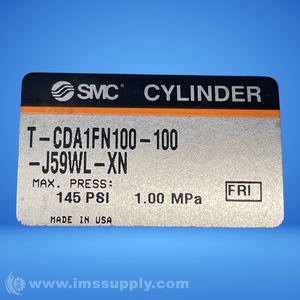 SMC CYLINDER
T-CDA1FN100-100
-J59WL-XN
MAX. PRESS:
145 PSI 1.00 MPa
FRI
MADE IN USA
© www.imssupply.com